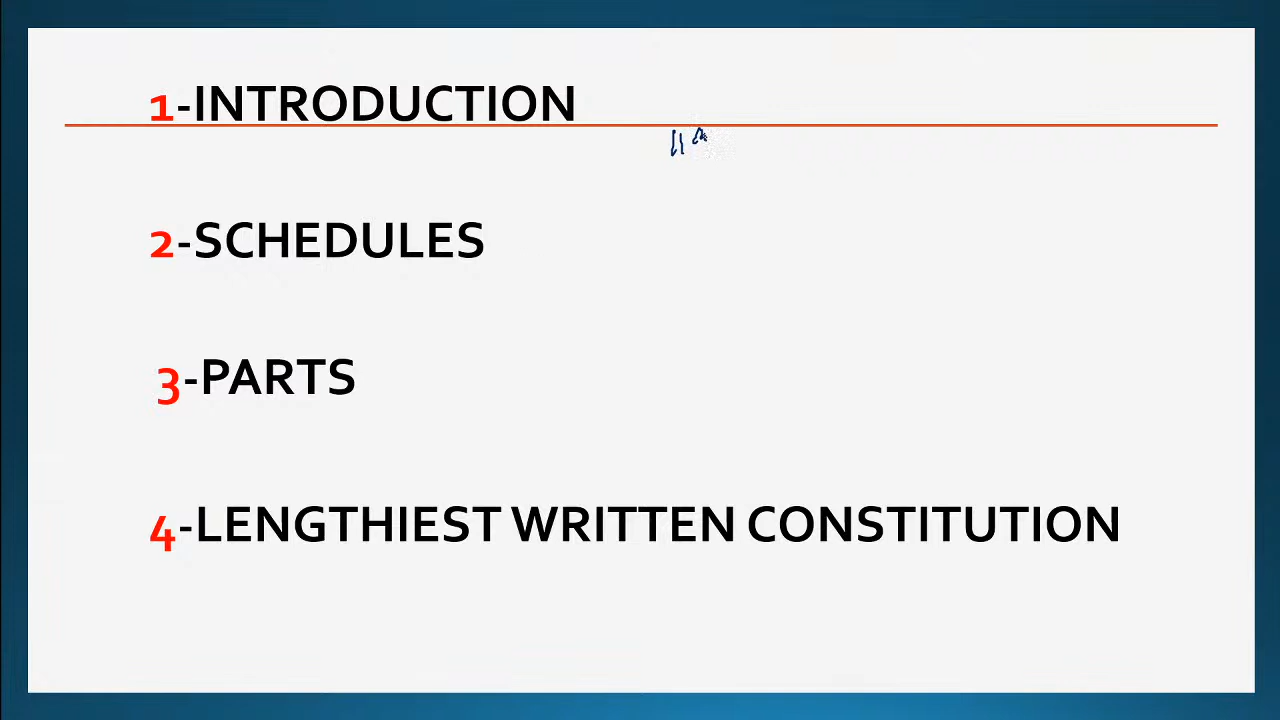 1-INTRODUCTION
2-SCHEDULES
3-PARTS
4-LENGTHIEST WRITTEN CONSTITUTION